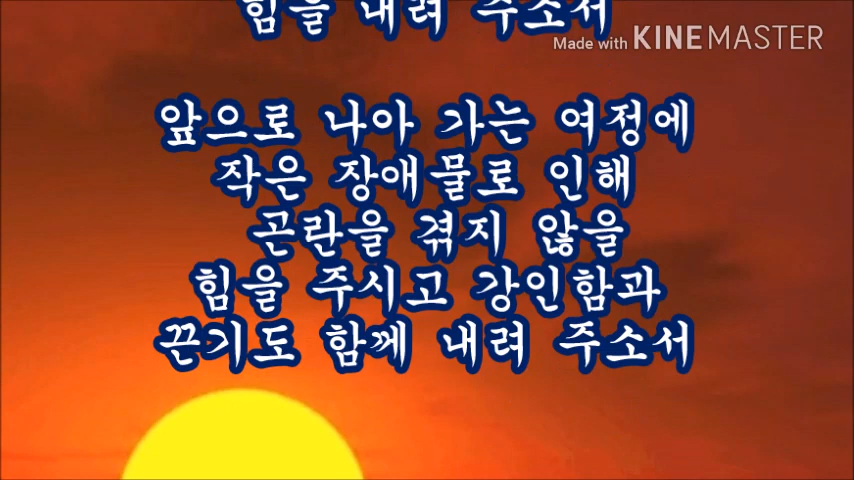 힘을 내려 주소서
Made with KINEMASTER
앞으로 나아 가는 여정에
작은 장애물로 인해
곤란을 겪지 않을
힘을 주시고 강인함과
끈기도 함께 내려 주소서